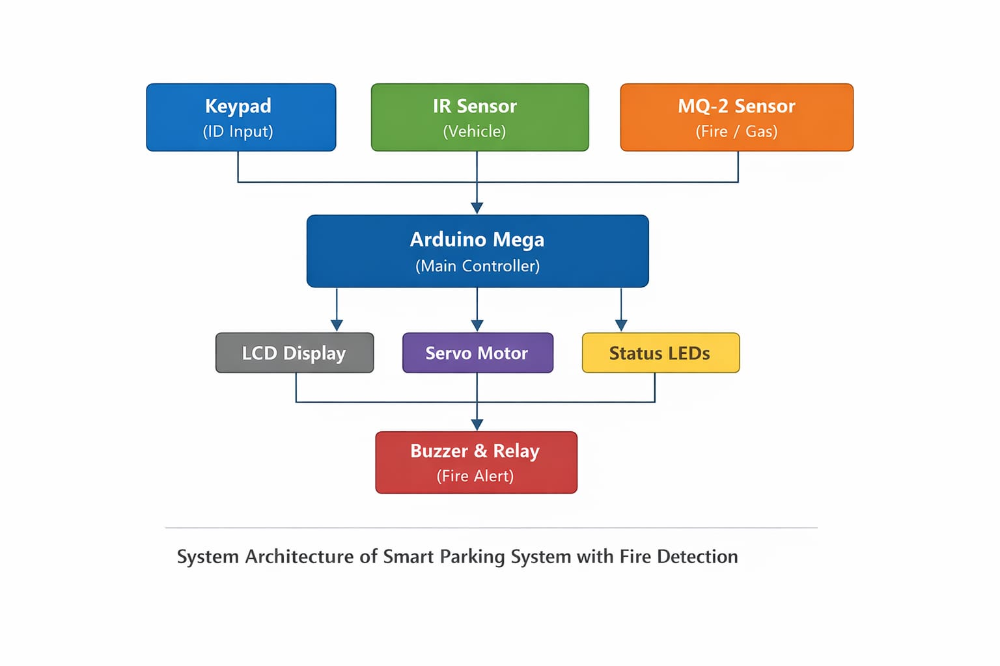 Keypad
(ID Input)
IR Sensor
(Vehicle)
MQ-2 Sensor
(Fire / Gas)
Arduino Mega
(Main Controller)
LCD Display
Servo Motor
Status LEDs
Buzzer & Relay
(Fire Alert)
System Architecture of Smart Parking System with Fire Detection